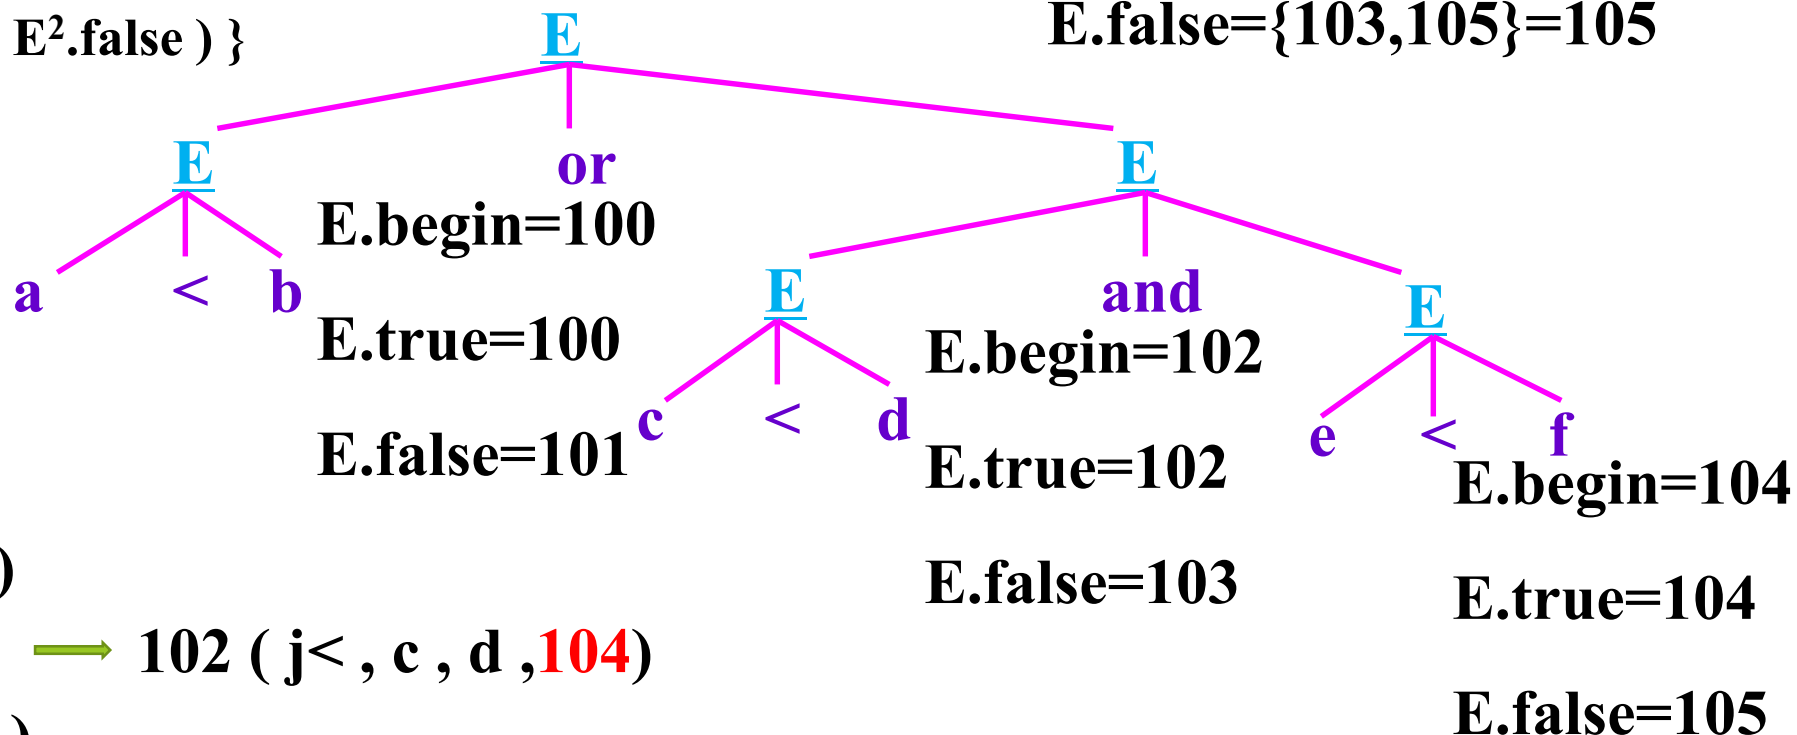 E².false ) }
E
E.false={103,105}=105
E
or
E
E.begin=100
a < b
E
and
E
E.true=100
E.begin=102
c < d
e < f
E.false=101
E.true=102
E.begin=104
)
E.false=103
E.true=104
102 ( j< , c , d ,104)
)
E.false=105